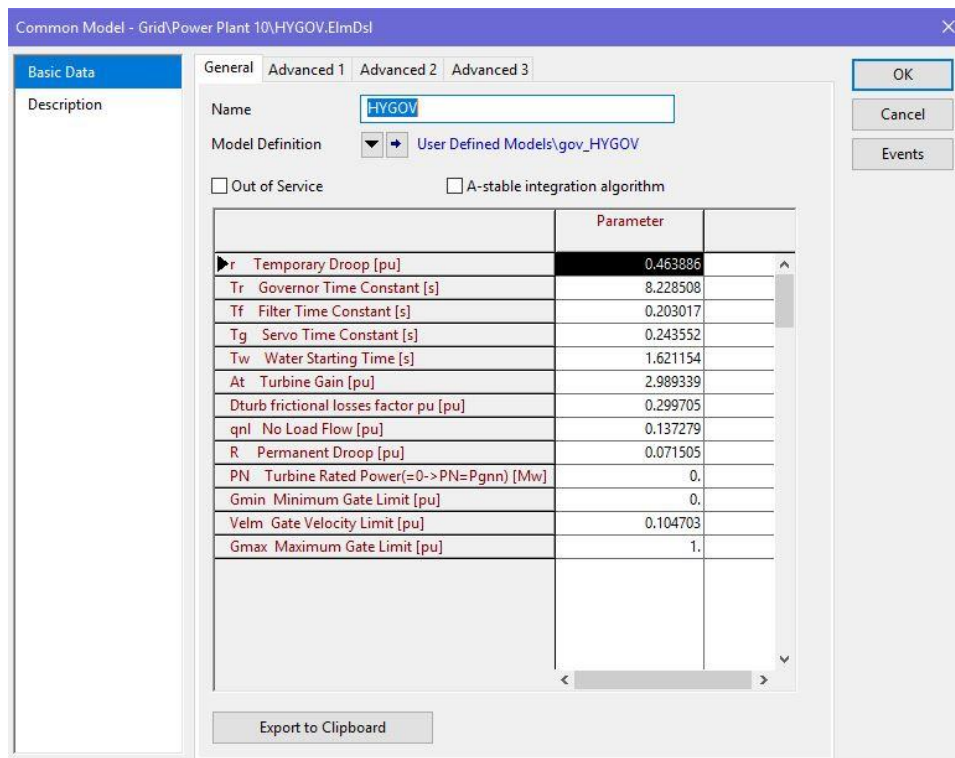 Common Model - Grid\Power Plant 10\HYGOV.ElmDsl
Basic Data
Description
General Advanced 1 Advanced 2 Advanced 3
Name HYGOV
Model Definition User Defined Models\gov_HYGOV
Out of Service A-stable integration algorithm
Parameter
r Temporary Droop [pu] 0.463886
Tr Governor Time Constant [s] 8.228508
Tf Filter Time Constant [s] 0.203017
Tg Servo Time Constant [s] 0.243552
Tw Water Starting Time [s] 1.621154
At Turbine Gain [pu] 2.989339
Dturb frictional losses factor pu [pu] 0.299705
qnl No Load Flow [pu] 0.137279
R Permanent Droop [pu] 0.071505
PN Turbine Rated Power(=0->PN=Pgnn) [Mw] 0.
Gmin Minimum Gate Limit [pu] 0.
Velm Gate Velocity Limit [pu] 0.104703
Gmax Maximum Gate Limit [pu] 1.
Export to Clipboard
OK
Cancel
Events